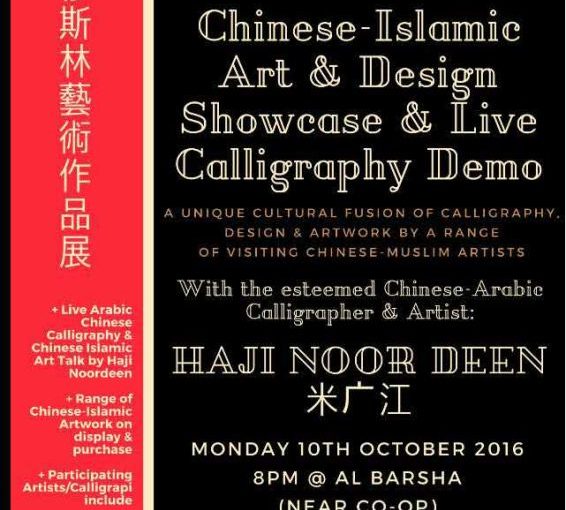 斯林藝術作品展
+ Live Arabic
Chinese
Calligraphy &
Chinese Islamic
Art Talk by Haji
Noordeen
+ Range of
Chinese-Islamic
Artwork on
display &
purchase
+ Participating
Artists/Calligrapi
include
Chinese-Islamic
Art & Design
Showcase & Live
Calligraphy Demo
A UNIQUE CULTURAL FUSION OF CALLIGRAPHY,
DESIGN & ARTWORK BY A RANGE
OF VISITING CHINESE-MUSLIM ARTISTS
With the esteemed Chinese-Arabic
Calligrapher & Artist:
HAJI NOOR DEEN
米广江
MONDAY 10TH OCTOBER 2016
8PM @ AL BARSHA
(NEAR CO-OP)